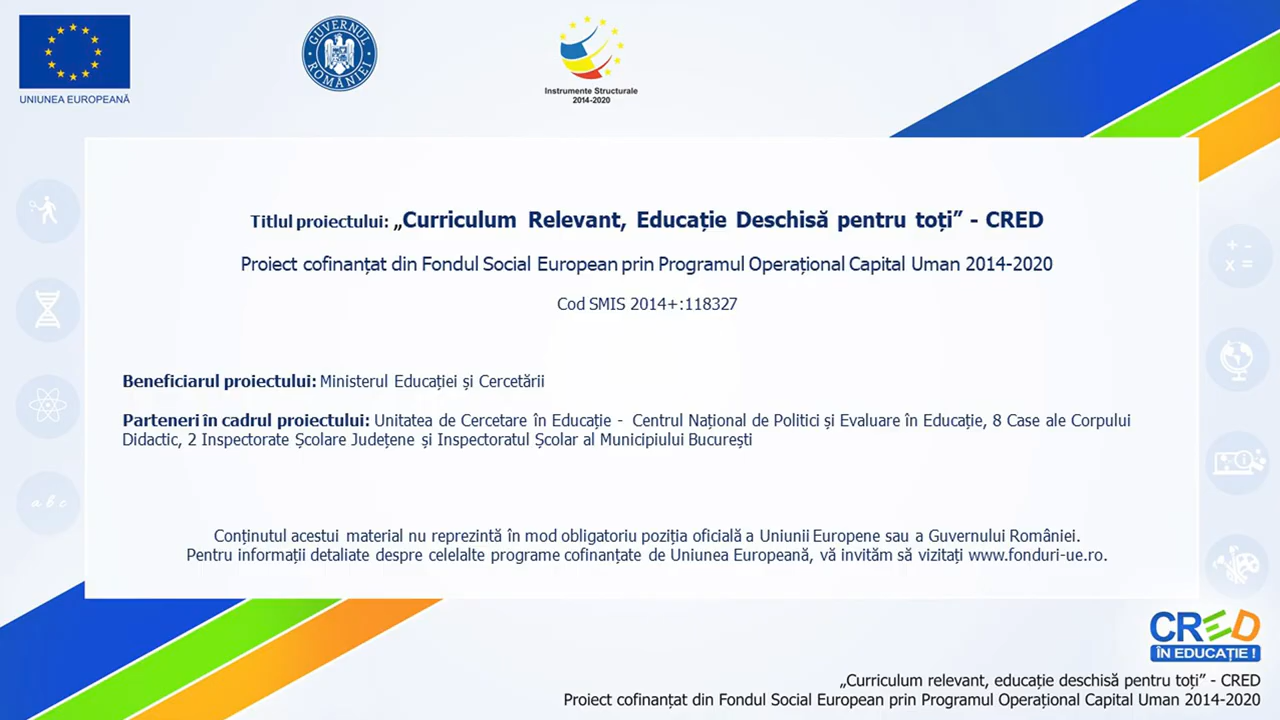 UNIUNEA EUROPEANĂ
GUVERNUL ROMÂNIEI
Instrumente Structurale
2014-2020
Titlul proiectului: „Curriculum Relevant, Educație Deschisă pentru toți” - CRED
Proiect cofinanțat din Fondul Social European prin Programul Operațional Capital Uman 2014-2020
Cod SMIS 2014+:118327
Beneficiarul proiectului: Ministerul Educației și Cercetării
Parteneri în cadrul proiectului: Unitatea de Cercetare în Educație - Centrul Național de Politici și Evaluare în Educație, 8 Case ale Corpului
Didactic, 2 Inspectorate Școlare Județene și Inspectoratul Școlar al Municipiului București
a b c
+ -
x =
Conținutul acestui material nu reprezintă în mod obligatoriu poziția oficială a Uniunii Europene sau a Guvernului României.
Pentru informații detaliate despre celelalte programe cofinanțate de Uniunea Europeană, vă invităm să vizitați www.fonduri-ue.ro.
CRED
ÎN EDUCAȚIE !
„Curriculum relevant, educație deschisă pentru toți” - CRED
Proiect cofinanțat din Fondul Social European prin Programul Operațional Capital Uman 2014-2020